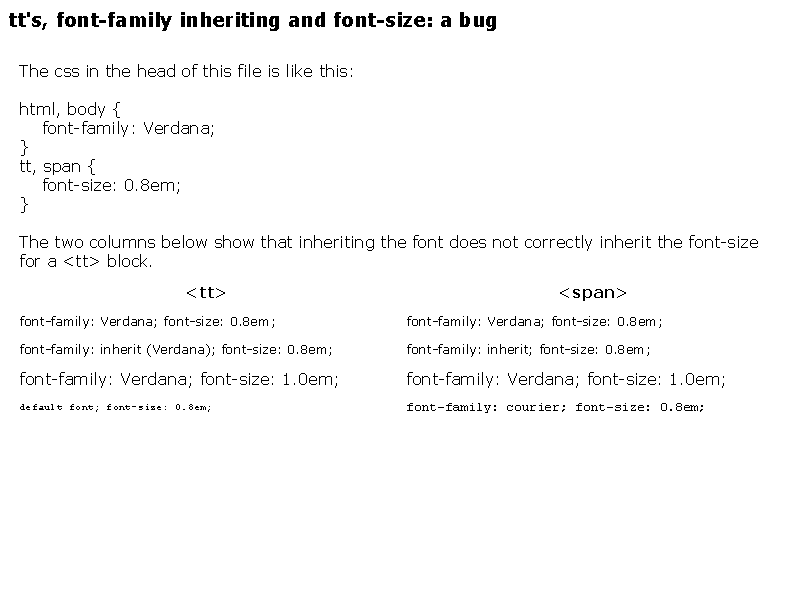 tt's, font-family inheriting and font-size: a bug
The css in the head of this file is like this:
html, body {
font-family: Verdana;
}
tt, span {
font-size: 0.8em;
}
The two columns below show that inheriting the font does not correctly inherit the font-size
for a <tt> block.
<tt> <span>
font-family: Verdana; font-size: 0.8em; font-family: Verdana; font-size: 0.8em;
font-family: inherit (Verdana); font-size: 0.8em; font-family: inherit; font-size: 0.8em;
font-family: Verdana; font-size: 1.0em; font-family: Verdana; font-size: 1.0em;
default font; font-size: 0.8em; font-family: courier; font-size: 0.8em;